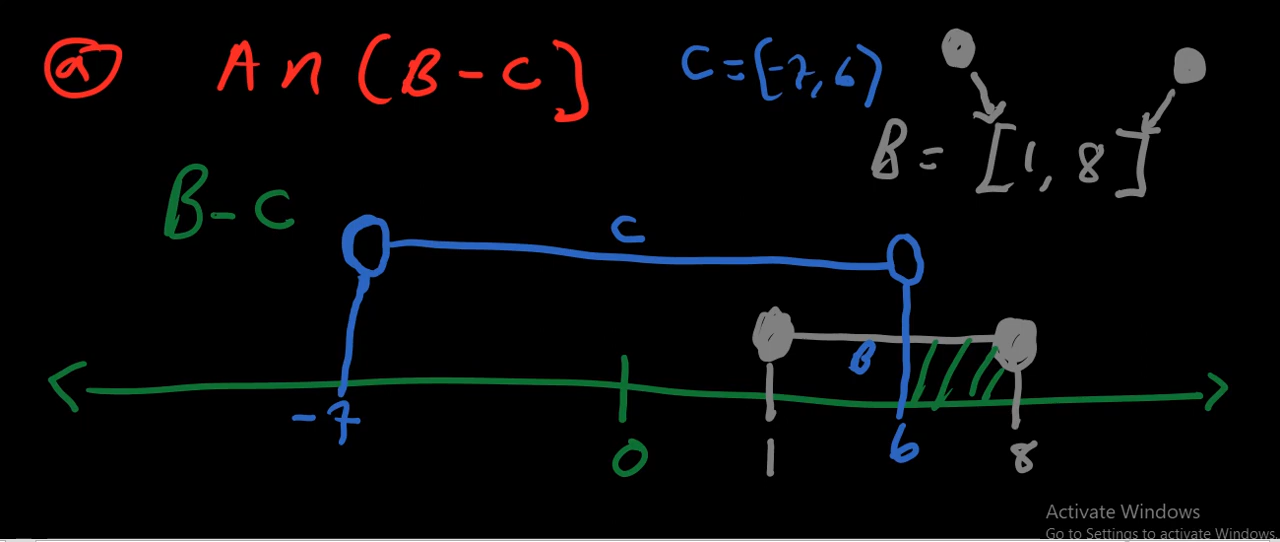 a A ∩ (B - C] C = (-7, 6)
B = [1, 8]
B - C
C
B
-7 0 1 6 8
Activate Windows
Go to Settings to activate Windows.